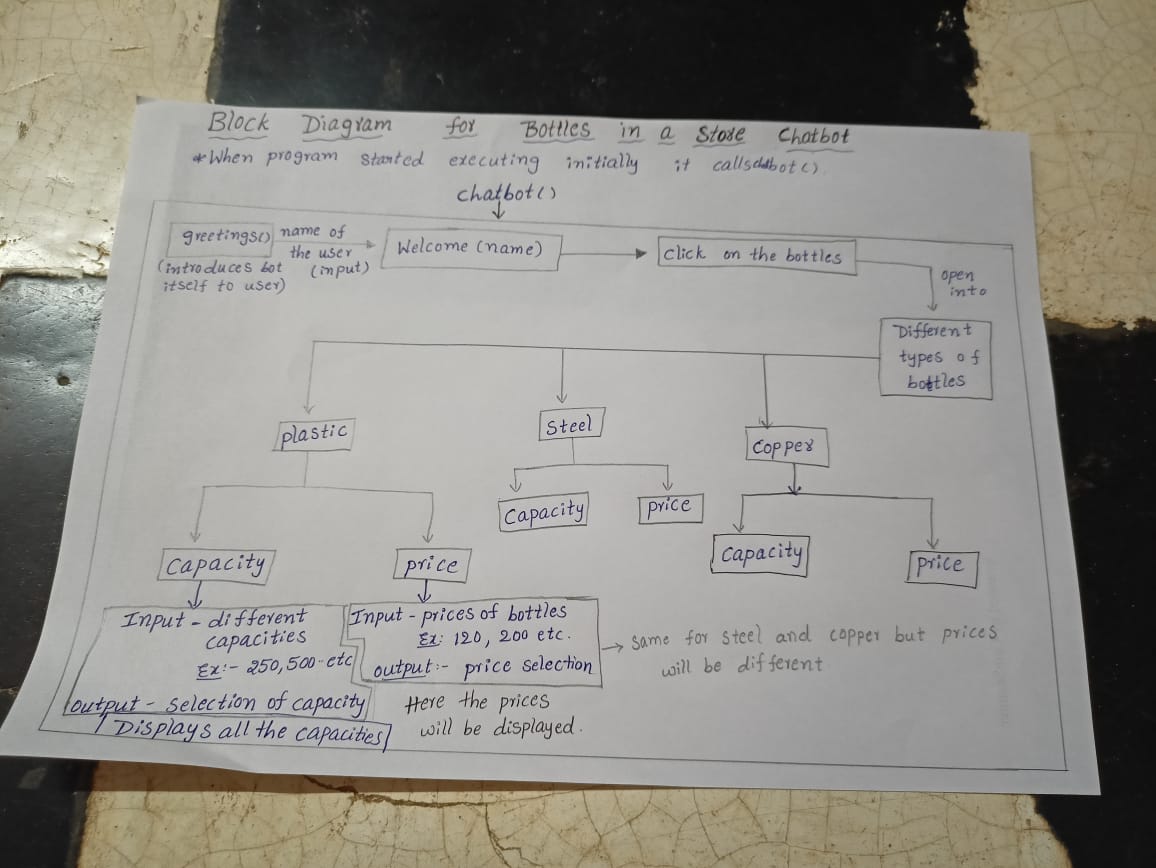 Block Diagram for Bottles in a Store Chatbot
*When program started executing initially it calls chatbot()
chatbot()
greetings()
(introduces bot
itself to user)
name of
the user
(input)
Welcome (name)
Click on the bottles
open
into
Different
types of
bottles
plastic
Steel
Copper
Capacity
price
Capacity
price
Capacity
price
Input - different
capacities
Ex:- 250, 500 - etc
output - selection of capacity
Displays all the capacities
Input - prices of bottles
Ex: 120, 200 etc.
output:- price selection
Here the prices
will be displayed.
→ same for steel and copper but prices
will be different